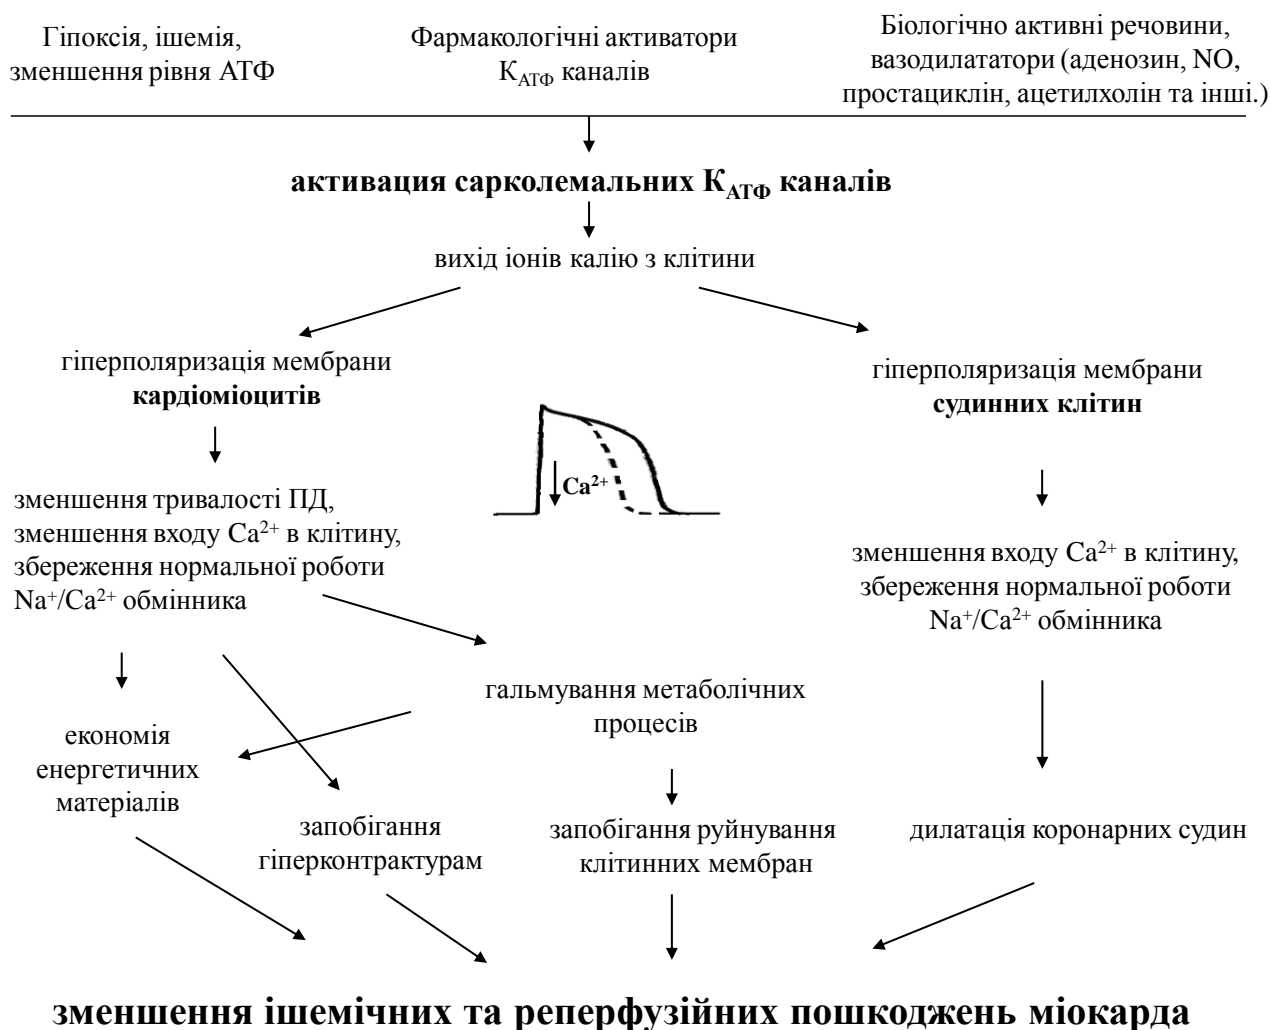 Гіпоксія, ішемія,
зменшення рівня АТФ
Фармакологічні активатори
К_АТФ каналів
Біологічно активні речовини,
вазодилататори (аденозин, NO,
простациклін, ацетилхолін та інші.)
активация сарколемальних К_АТФ каналів
вихід іонів калію з клітини
гіперполяризація мембрани
кардіоміоцитів
гіперполяризація мембрани
судинних клітин
Ca²⁺
зменшення тривалості ПД,
зменшення входу Ca²⁺ в клітину,
збереження нормальної роботи
Na⁺/Ca²⁺ обмінника
зменшення входу Ca²⁺ в клітину,
збереження нормальної роботи
Na⁺/Ca²⁺ обмінника
гальмування метаболічних
процесів
економія
енергетичних
матеріалів
запобігання
гіперконтрактурам
запобігання руйнування
клітинних мембран
дилатація коронарних судин
зменшення ішемічних та реперфузійних пошкоджень міокарда